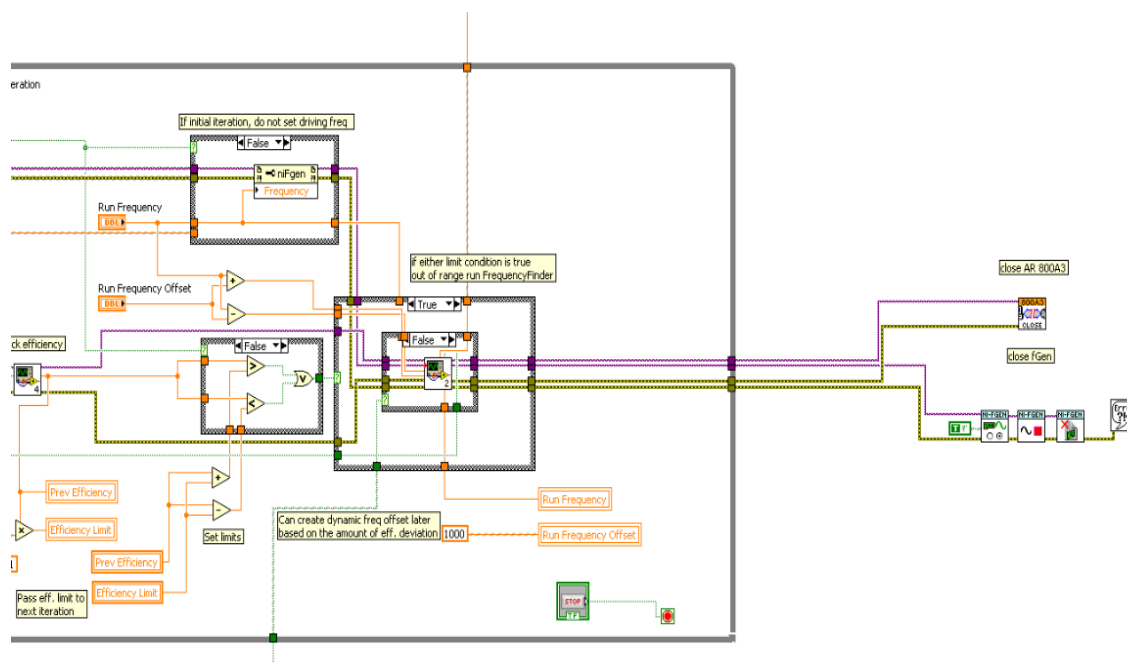 eration
If initial iteration, do not set driving freq
False
niFgen
Frequency
Run Frequency
DBL
if either limit condition is true
out of range run FrequencyFinder
Run Frequency Offset
DBL
True
close AR 800A3
800A3
CLOSE
ck efficiency
False
False
close fGen
4
>
V
?
2
<
NI-FGEN
NI-FGEN
NI-FGEN
T
Prev Efficiency
Efficiency Limit
Run Frequency
Can create dynamic freq offset later
based on the amount of eff. deviation
1000
Run Frequency Offset
Set limits
Prev Efficiency
Efficiency Limit
Pass eff. limit to
next iteration
STOP
TF